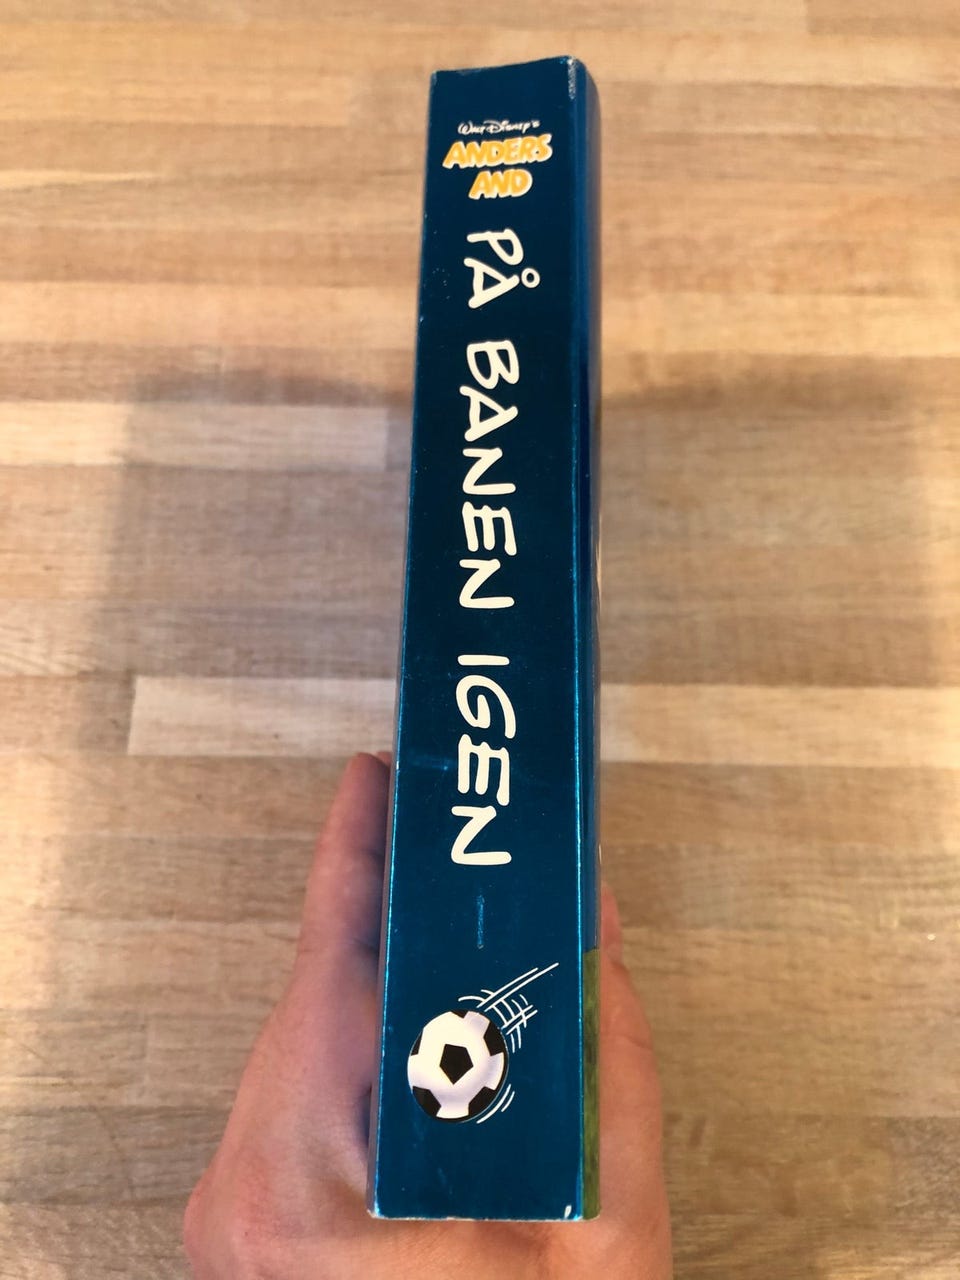 Walt Disney's
ANDERS
AND
PÅ BANEN IGEN